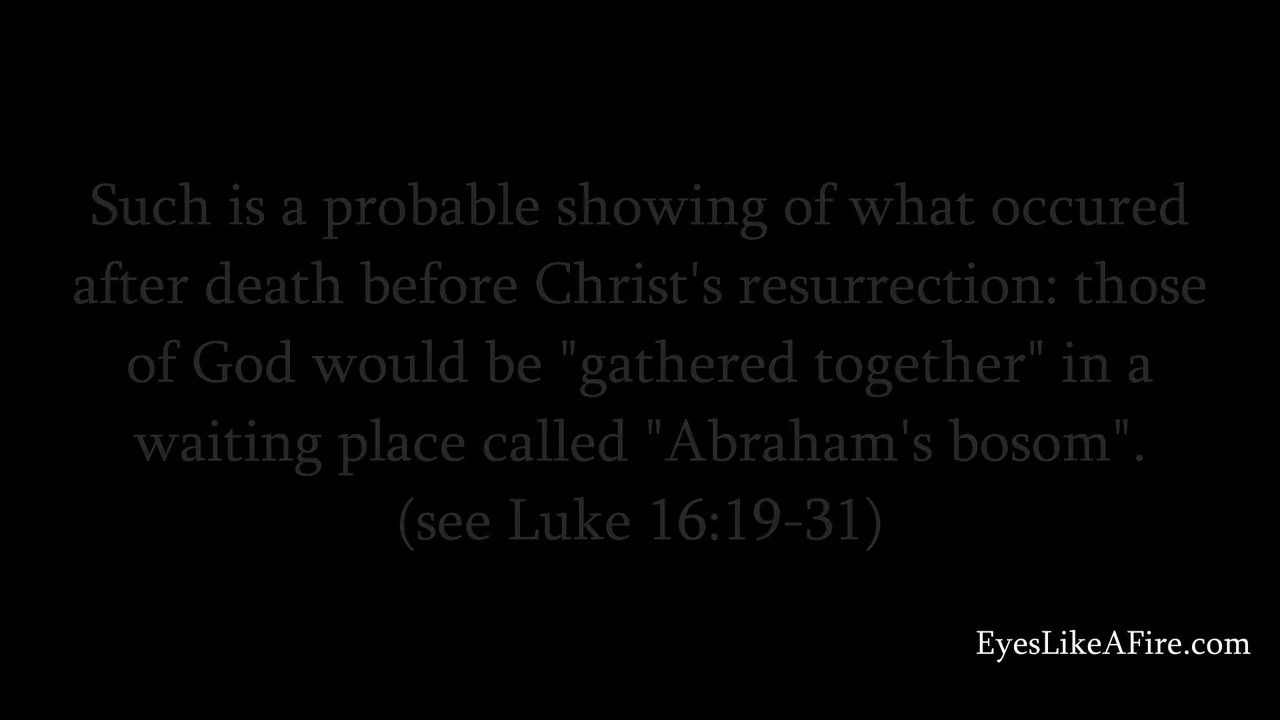 Such is a probable showing of what occured
after death before Christ's resurrection: those
of God would be "gathered together" in a
waiting place called "Abraham's bosom".
(see Luke 16:19-31)
EyesLikeAFire.com